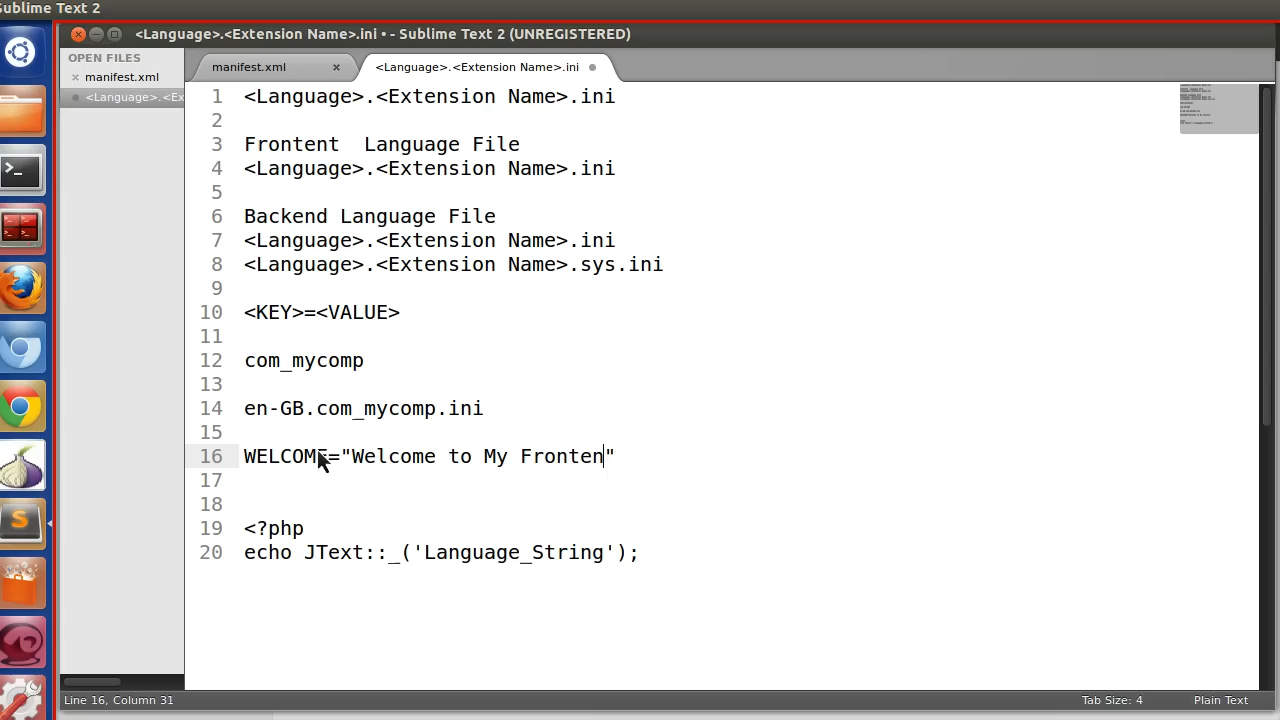 Sublime Text 2
<Language>.<Extension Name>.ini • - Sublime Text 2 (UNREGISTERED)
OPEN FILES
manifest.xml
<Language>.<Ex
manifest.xml
<Language>.<Extension Name>.ini
1 <Language>.<Extension Name>.ini
2
3 Frontent  Language File
4 <Language>.<Extension Name>.ini
5
6 Backend Language File
7 <Language>.<Extension Name>.ini
8 <Language>.<Extension Name>.sys.ini
9
10 <KEY>=<VALUE>
11
12 com_mycomp
13
14 en-GB.com_mycomp.ini
15
16 WELCOME="Welcome to My Fronten"
17
18
19 <?php
20 echo JText::_('Language_String');
Line 16, Column 31
Tab Size: 4
Plain Text